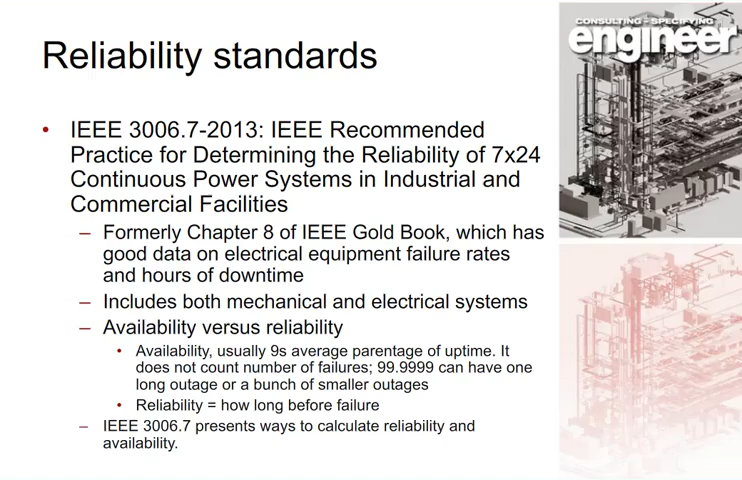 Reliability standards
CONSULTING - SPECIFYING
engineer
• IEEE 3006.7-2013: IEEE Recommended
Practice for Determining the Reliability of 7x24
Continuous Power Systems in Industrial and
Commercial Facilities
– Formerly Chapter 8 of IEEE Gold Book, which has
good data on electrical equipment failure rates
and hours of downtime
– Includes both mechanical and electrical systems
– Availability versus reliability
• Availability, usually 9s average parentage of uptime. It
does not count number of failures; 99.9999 can have one
long outage or a bunch of smaller outages
• Reliability = how long before failure
– IEEE 3006.7 presents ways to calculate reliability and
availability.